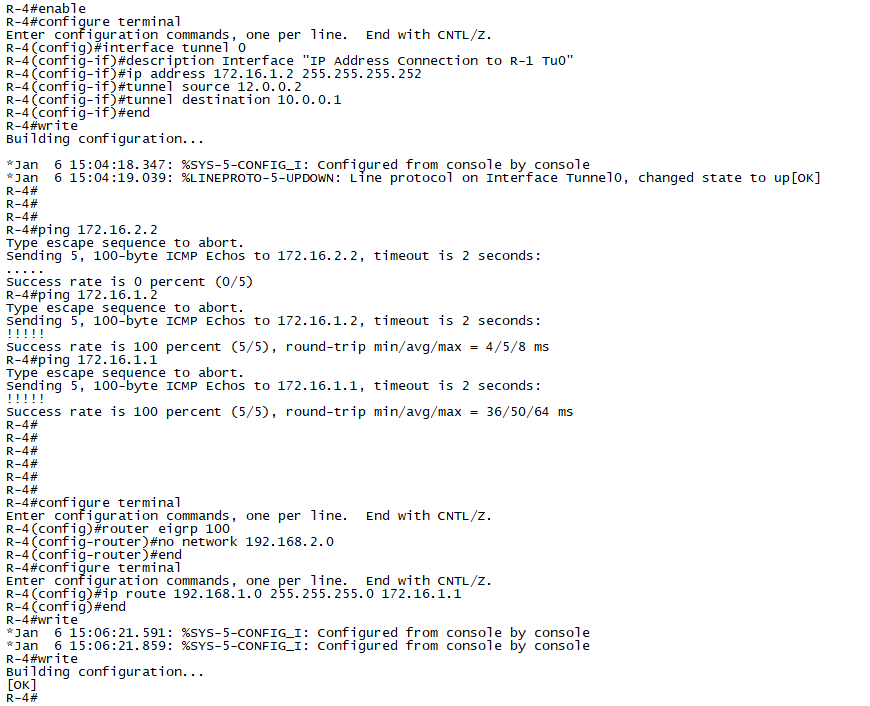 R-4#enable
R-4#configure terminal
Enter configuration commands, one per line.  End with CNTL/Z.
R-4(config)#interface tunnel 0
R-4(config-if)#description Interface "IP Address Connection to R-1 Tu0"
R-4(config-if)#ip address 172.16.1.2 255.255.255.252
R-4(config-if)#tunnel source 12.0.0.2
R-4(config-if)#tunnel destination 10.0.0.1
R-4(config-if)#end
R-4#write
Building configuration...
*Jan  6 15:04:18.347: %SYS-5-CONFIG_I: Configured from console by console
*Jan  6 15:04:19.039: %LINEPROTO-5-UPDOWN: Line protocol on Interface Tunnel0, changed state to up[OK]
R-4#
R-4#
R-4#
R-4#ping 172.16.2.2
Type escape sequence to abort.
Sending 5, 100-byte ICMP Echos to 172.16.2.2, timeout is 2 seconds:
.....
Success rate is 0 percent (0/5)
R-4#ping 172.16.1.2
Type escape sequence to abort.
Sending 5, 100-byte ICMP Echos to 172.16.1.2, timeout is 2 seconds:
!!!!!
Success rate is 100 percent (5/5), round-trip min/avg/max = 4/5/8 ms
R-4#ping 172.16.1.1
Type escape sequence to abort.
Sending 5, 100-byte ICMP Echos to 172.16.1.1, timeout is 2 seconds:
!!!!!
Success rate is 100 percent (5/5), round-trip min/avg/max = 36/50/64 ms
R-4#
R-4#
R-4#
R-4#
R-4#
R-4#
R-4#configure terminal
Enter configuration commands, one per line.  End with CNTL/Z.
R-4(config)#router eigrp 100
R-4(config-router)#no network 192.168.2.0
R-4(config-router)#end
R-4#configure terminal
Enter configuration commands, one per line.  End with CNTL/Z.
R-4(config)#ip route 192.168.1.0 255.255.255.0 172.16.1.1
R-4(config)#end
R-4#write
*Jan  6 15:06:21.591: %SYS-5-CONFIG_I: Configured from console by console
*Jan  6 15:06:21.859: %SYS-5-CONFIG_I: Configured from console by console
R-4#write
Building configuration...
[OK]
R-4#